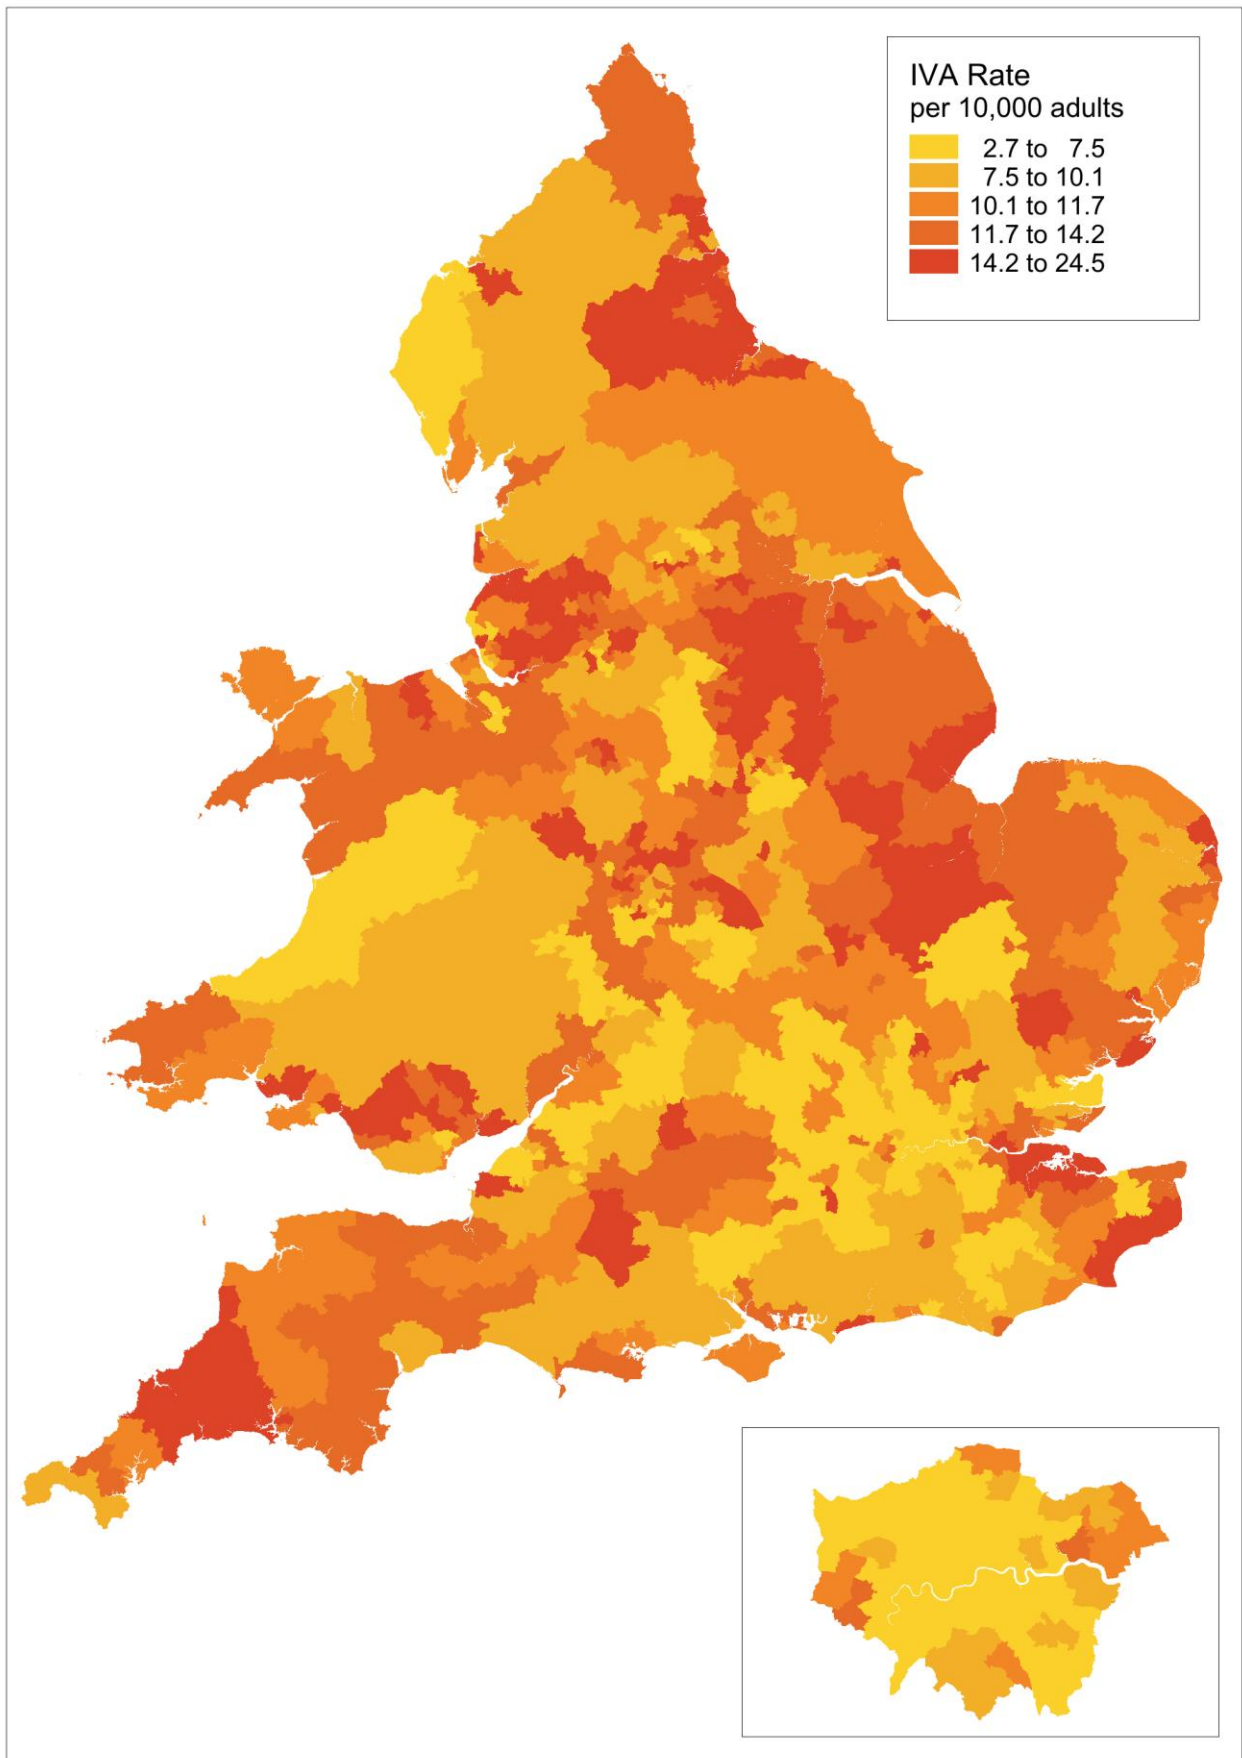 IVA Rate
per 10,000 adults
2.7 to 7.5
7.5 to 10.1
10.1 to 11.7
11.7 to 14.2
14.2 to 24.5